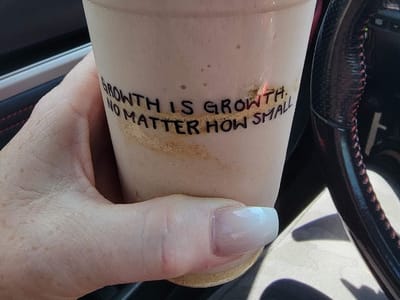 GROWTH IS GROWTH.
NO MATTER HOW SMALL